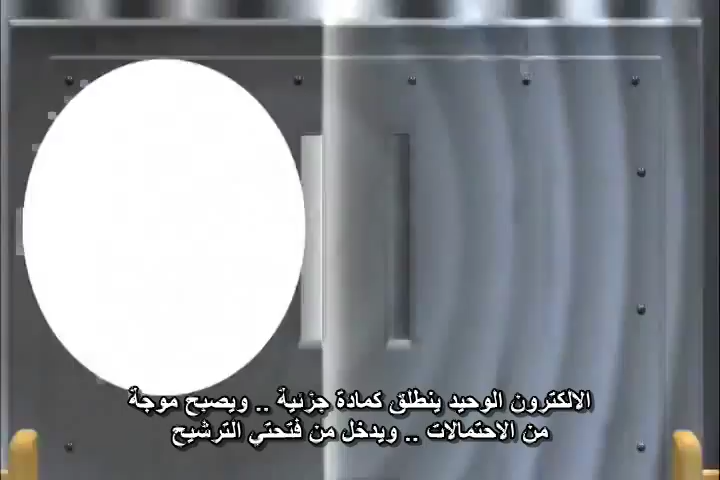 الالكترون الوحيد ينطلق كمادة جزئية .. ويصبح موجة
من الاحتمالات .. ويدخل من فتحتي الترشيح